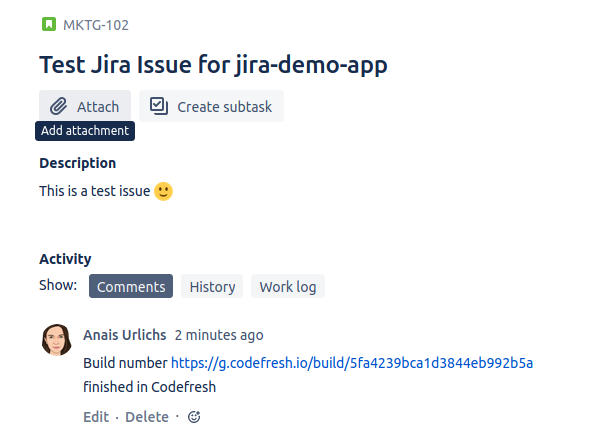 MKTG-102
Test Jira Issue for jira-demo-app
Attach Create subtask
Add attachment
Description
This is a test issue 🙂
Activity
Show: Comments History Work log
Anais Urlichs 2 minutes ago
Build number https://g.codefresh.io/build/5fa4239bca1d3844eb992b5a
finished in Codefresh
Edit · Delete ·